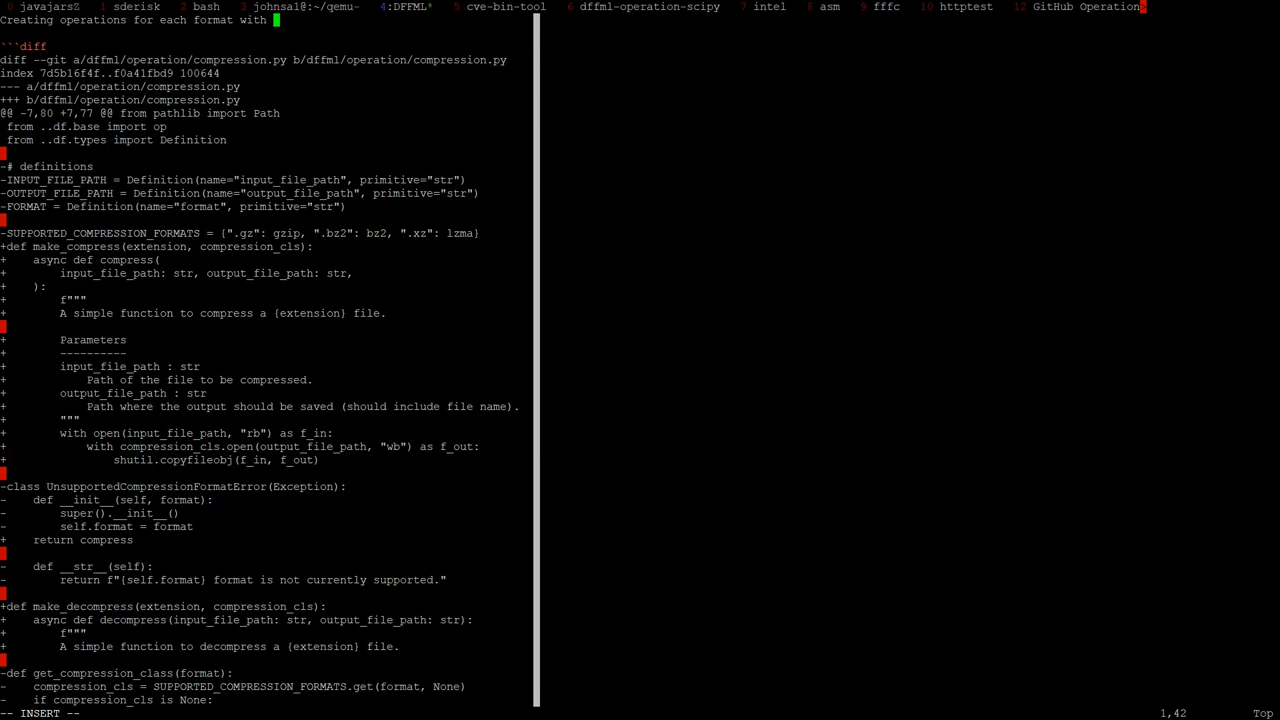 0 javajarsZ 1 sderisk 2 bash 3 johnsa1@:~/qemu- 4:DFFML* 5 cve-bin-tool 6 dffml-operation-scipy 7 intel 8 asm 9 fffc 10 httptest 12 GitHub Operation>
Creating operations for each format with
```diff
diff --git a/dffml/operation/compression.py b/dffml/operation/compression.py
index 7d5b16f4f..f0a41fbd9 100644
--- a/dffml/operation/compression.py
+++ b/dffml/operation/compression.py
@@ -7,80 +7,77 @@ from pathlib import Path
 from ..df.base import op
 from ..df.types import Definition
-# definitions
-INPUT_FILE_PATH = Definition(name="input_file_path", primitive="str")
-OUTPUT_FILE_PATH = Definition(name="output_file_path", primitive="str")
-FORMAT = Definition(name="format", primitive="str")
-SUPPORTED_COMPRESSION_FORMATS = {".gz": gzip, ".bz2": bz2, ".xz": lzma}
+def make_compress(extension, compression_cls):
+    async def compress(
+        input_file_path: str, output_file_path: str,
+    ):
+        f"""
+        A simple function to compress a {extension} file.
+        Parameters
+        ----------
+        input_file_path : str
+            Path of the file to be compressed.
+        output_file_path : str
+            Path where the output should be saved (should include file name).
+        """
+        with open(input_file_path, "rb") as f_in:
+            with compression_cls.open(output_file_path, "wb") as f_out:
+                shutil.copyfileobj(f_in, f_out)
-class UnsupportedCompressionFormatError(Exception):
-    def __init__(self, format):
-        super().__init__()
-        self.format = format
+    return compress
-    def __str__(self):
-        return f"{self.format} format is not currently supported."
+def make_decompress(extension, compression_cls):
+    async def decompress(input_file_path: str, output_file_path: str):
+        f"""
+        A simple function to decompress a {extension} file.
-def get_compression_class(format):
-    compression_cls = SUPPORTED_COMPRESSION_FORMATS.get(format, None)
-    if compression_cls is None:
-- INSERT -- 1,42 Top